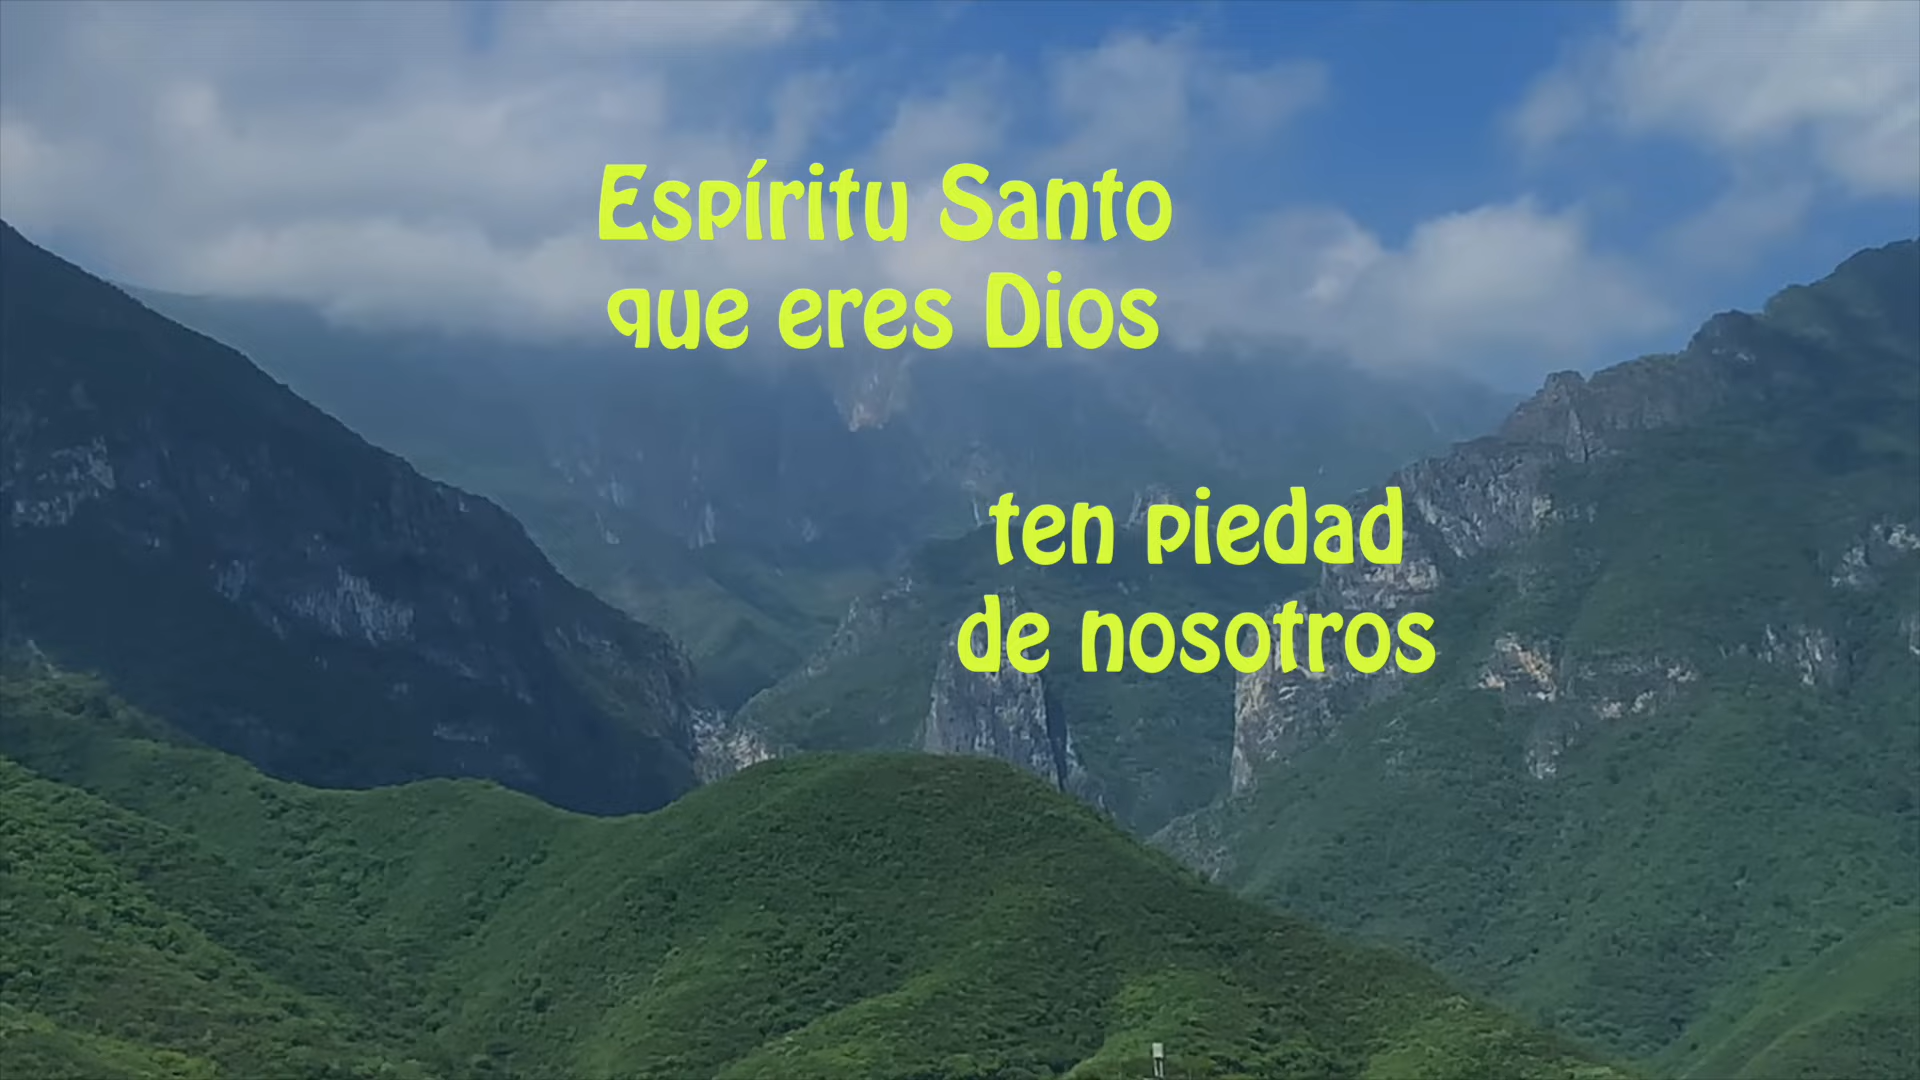 Espíritu Santo
que eres Dios
ten piedad
de nosotros